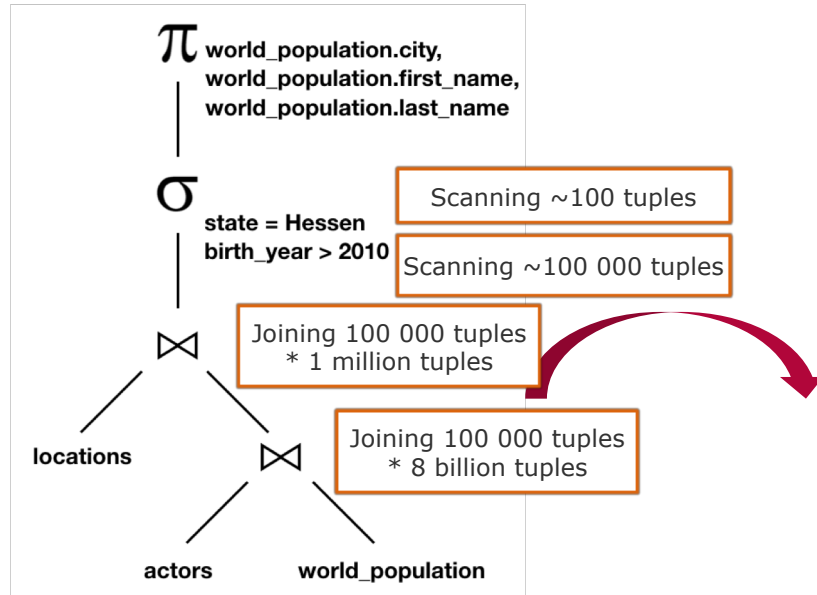 π world_population.city,
world_population.first_name,
world_population.last_name
σ
state = Hessen
birth_year > 2010
Scanning ~100 tuples
Scanning ~100 000 tuples
⋈
Joining 100 000 tuples
* 1 million tuples
locations
⋈
Joining 100 000 tuples
* 8 billion tuples
actors
world_population